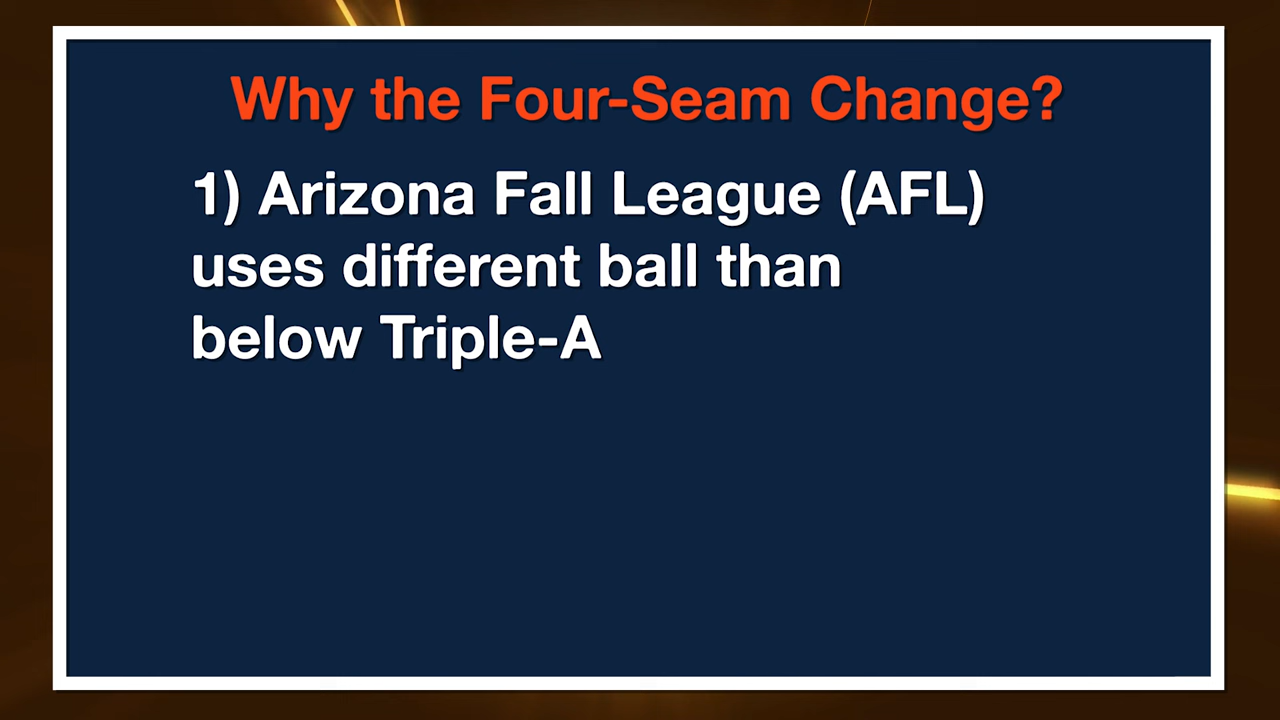 Why the Four-Seam Change?
1) Arizona Fall League (AFL)
uses different ball than
below Triple-A